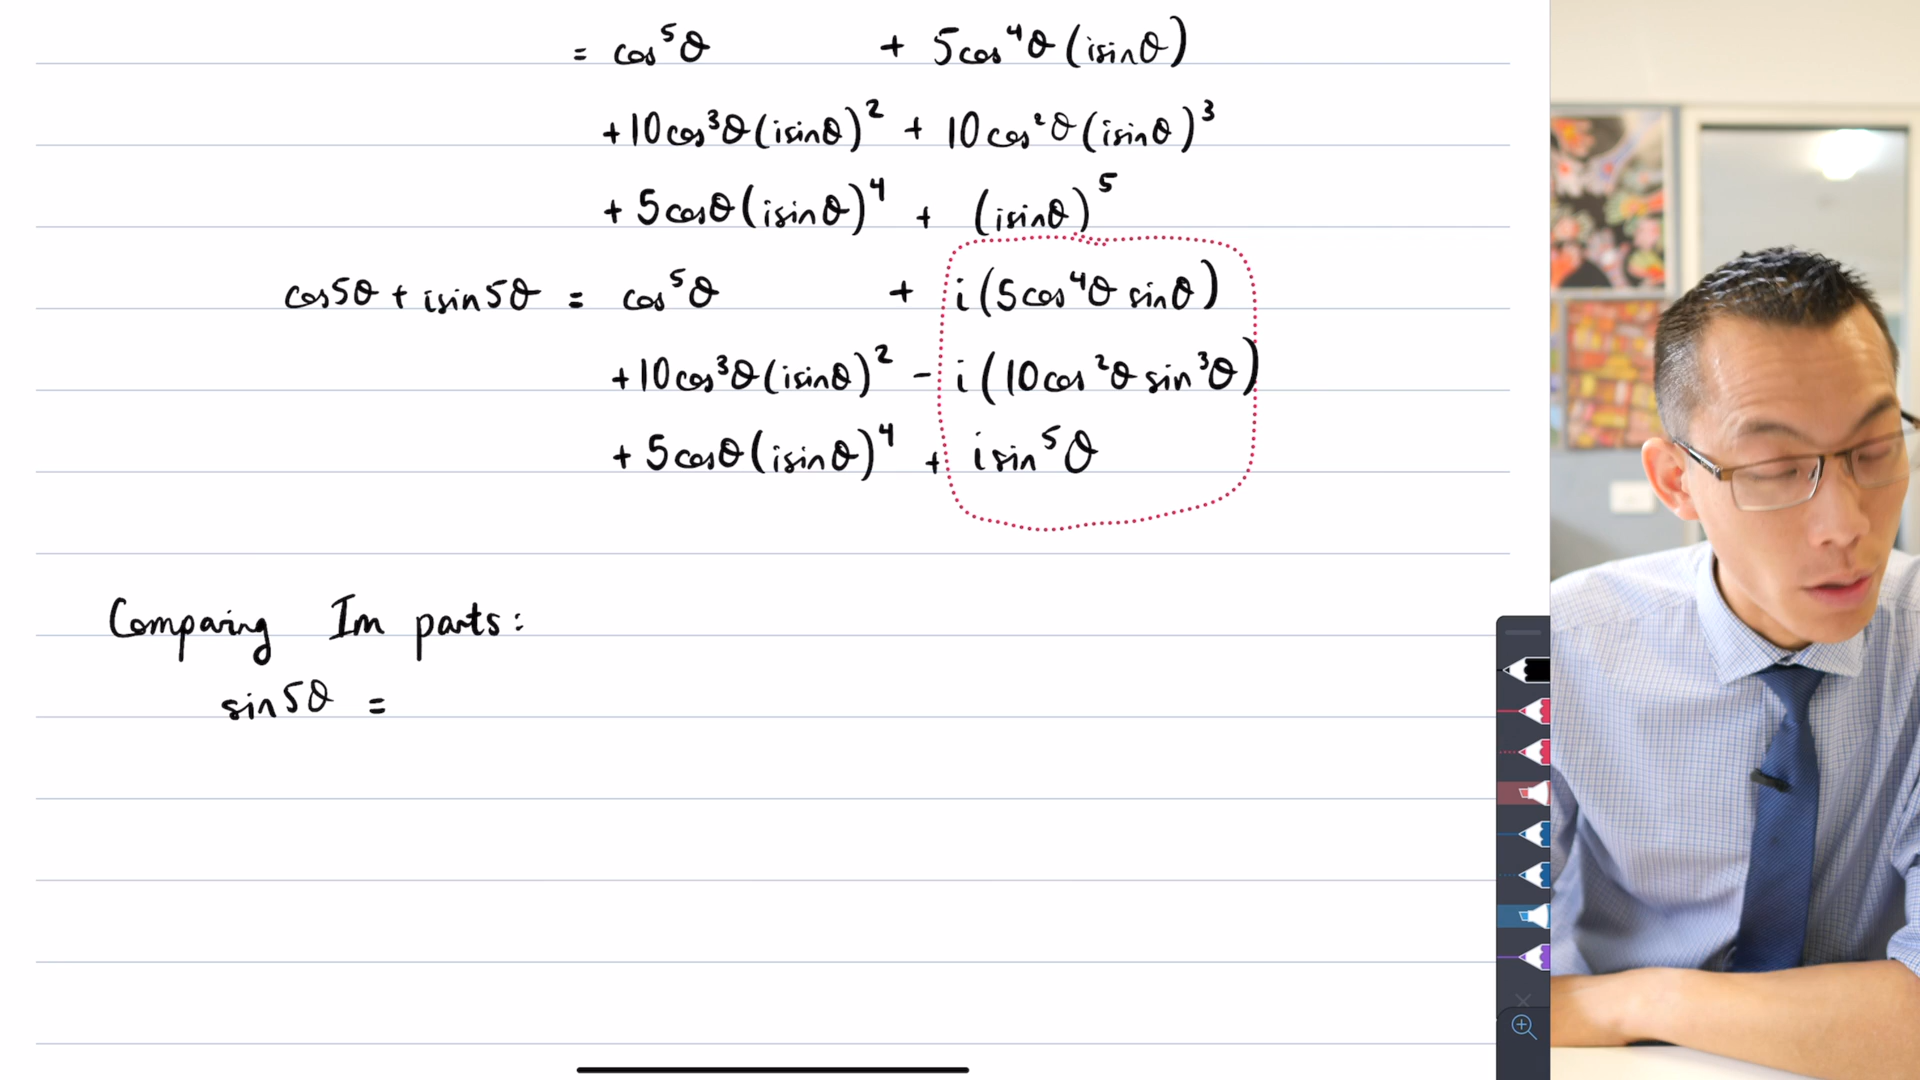 = cos⁵θ + 5cos⁴θ(isinθ)
+10cos³θ(isinθ)² + 10cos²θ(isinθ)³
+ 5cosθ(isinθ)⁴ + (isinθ)⁵
cos5θ + isin5θ = cos⁵θ + i(5cos⁴θ sinθ)
+10cos³θ(isinθ)² - i(10cos²θ sin³θ)
+ 5cosθ(isinθ)⁴ + isin⁵θ
Comparing Im parts:
sin5θ =